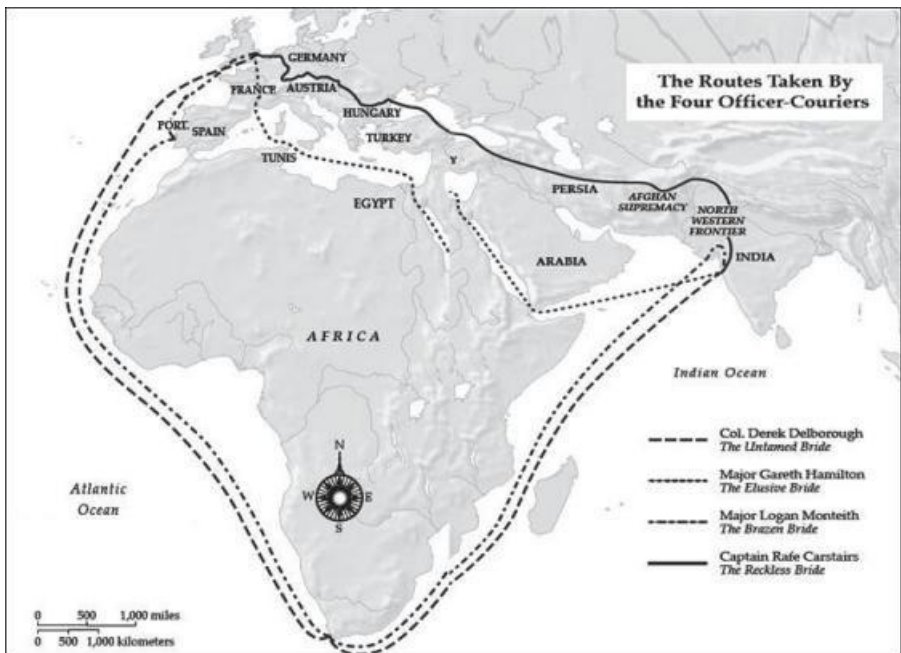 The Routes Taken By
the Four Officer-Couriers
GERMANY
FRANCE
AUSTRIA
HUNGARY
PORT.
SPAIN
TURKEY
TUNIS
Y
PERSIA
AFGHAN
SUPREMACY
NORTH
WESTERN
FRONTIER
EGYPT
INDIA
ARABIA
AFRICA
Indian Ocean
Atlantic
Ocean
N
W
E
S
Col. Derek Delborough
The Untamed Bride
Major Gareth Hamilton
The Elusive Bride
Major Logan Monteith
The Brazen Bride
Captain Rafe Carstairs
The Reckless Bride
0 500 1,000 miles
0 500 1,000 kilometers